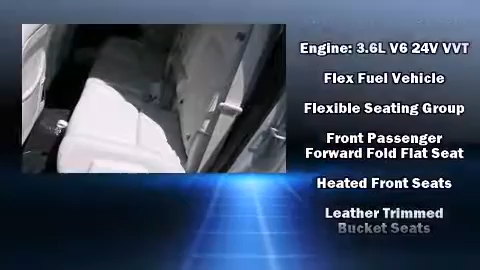 Engine: 3.6L V6 24V VVT
Flex Fuel Vehicle
Flexible Seating Group
Front Passenger
Forward Fold Flat Seat
Heated Front Seats
Leather Trimmed
Bucket Seats